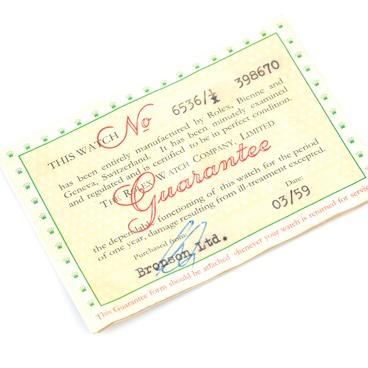 THIS WATCH No 6536/1 398670
has been entirely manufactured by Rolex, Bienne and
Geneva, Switzerland. It has been minutely examined
and regulated and is certified to be in perfect condition.
THE ROLEX WATCH COMPANY, LIMITED
Guarantee
the dependable functioning of this watch for the period
of one year, damage resulting from ill-treatment excepted.
Purchased from: Date:
Bronson Ltd. 03/59
This Guarantee form should be attached whenever your watch is returned for